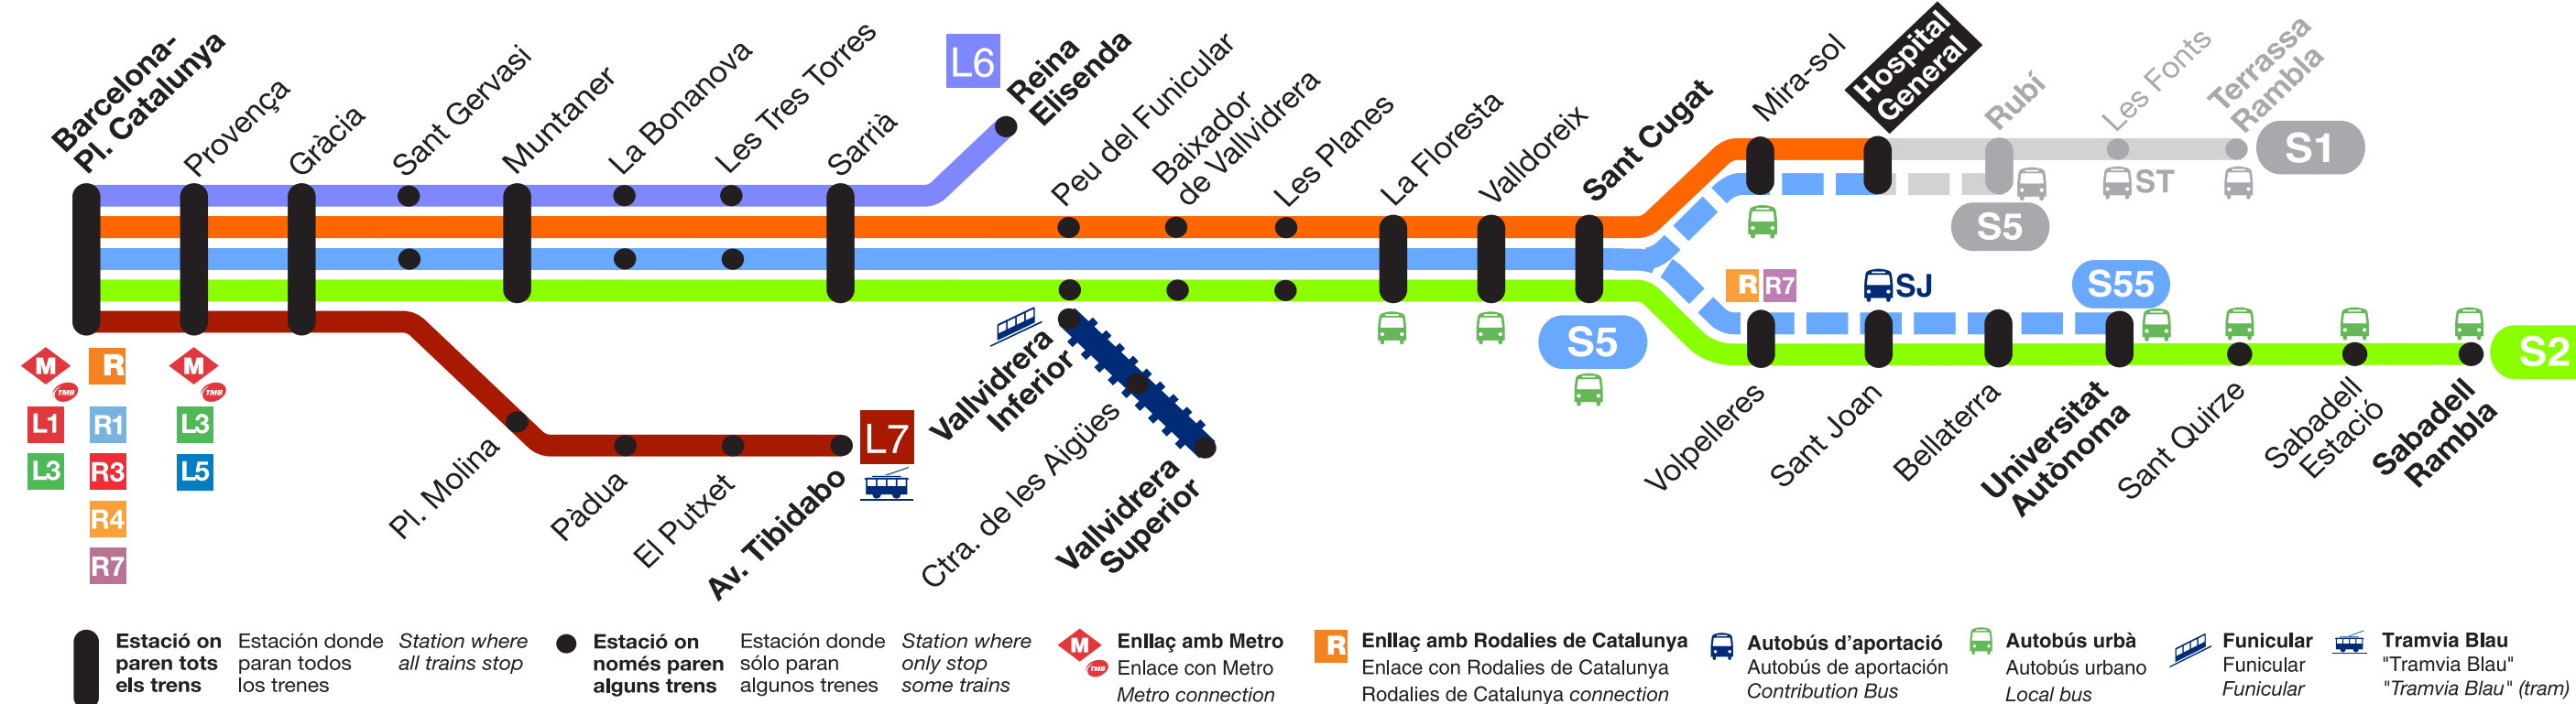 Barcelona-
Pl. Catalunya
Provença
Gràcia
Sant Gervasi
Muntaner
La Bonanova
Les Tres Torres
Sarrià
L6
Reina
Elisenda
Peu del Funicular
Baixador
de Vallvidrera
Les Planes
La Floresta
Valldoreix
Sant Cugat
Mira-sol
Hospital
General
Rubí
Les Fonts
Terrassa
Rambla
S1
ST
S5
R R7
SJ
S55
S5
S2
M
TMB
L1
L3
R
R1
R3
R4
R7
M
TMB
L3
L5
Pl. Molina
Pàdua
El Putxet
Av. Tibidabo
L7
Vallvidrera
Inferior
Ctra. de les Aigües
Vallvidrera
Superior
Volpelleres
Sant Joan
Bellaterra
Universitat
Autònoma
Sant Quirze
Sabadell
Estació
Sabadell
Rambla
Estació on
paren tots
els trens
Estación donde
paran todos
los trenes
Station where
all trains stop
Estació on
només paren
alguns trens
Estación donde
sólo paran
algunos trenes
Station where
only stop
some trains
M
TMB
Enllaç amb Metro
Enlace con Metro
Metro connection
R
Enllaç amb Rodalies de Catalunya
Enlace con Rodalies de Catalunya
Rodalies de Catalunya connection
Autobús d'aportació
Autobús de aportación
Contribution Bus
Autobús urbà
Autobús urbano
Local bus
Funicular
Funicular
Funicular
Tramvia Blau
"Tramvia Blau"
"Tramvia Blau" (tram)